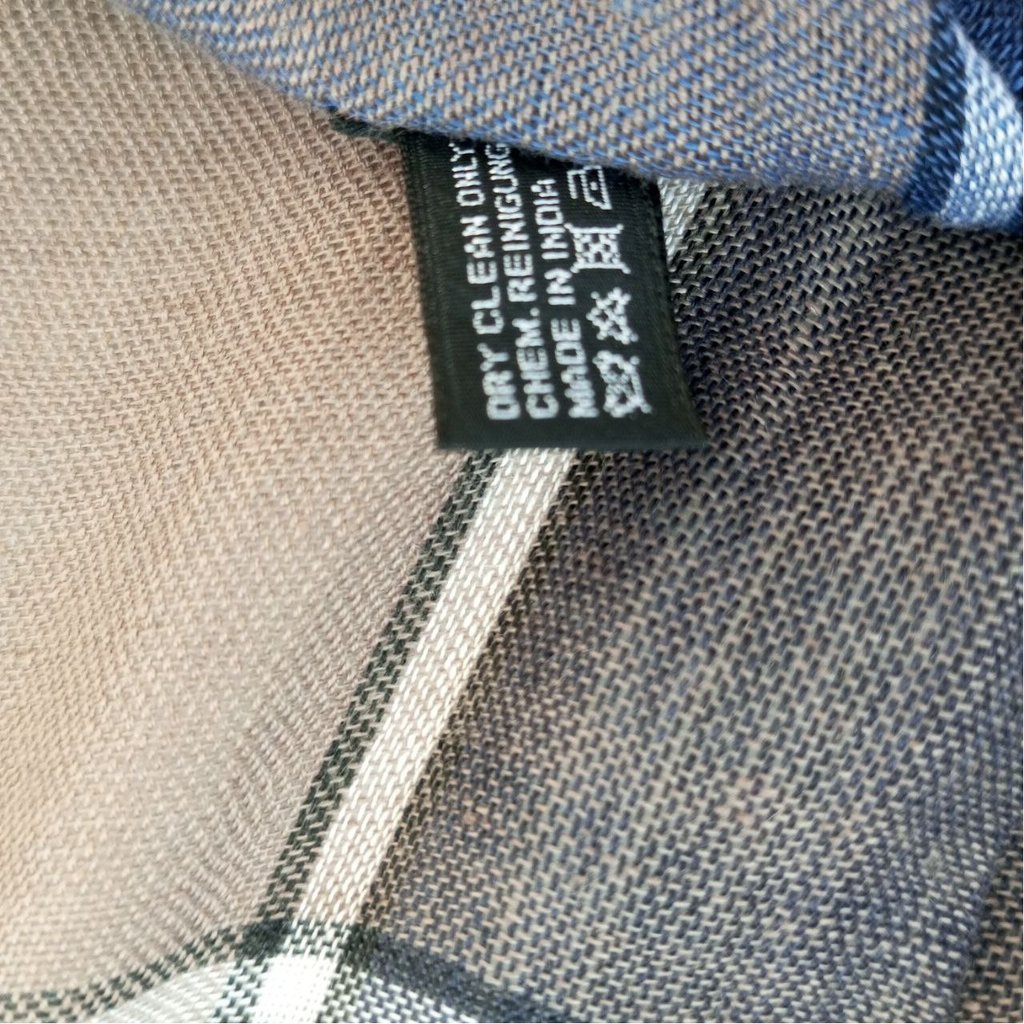 DRY CLEAN ONLY
CHEM. REINIGUNG
MADE IN INDIA